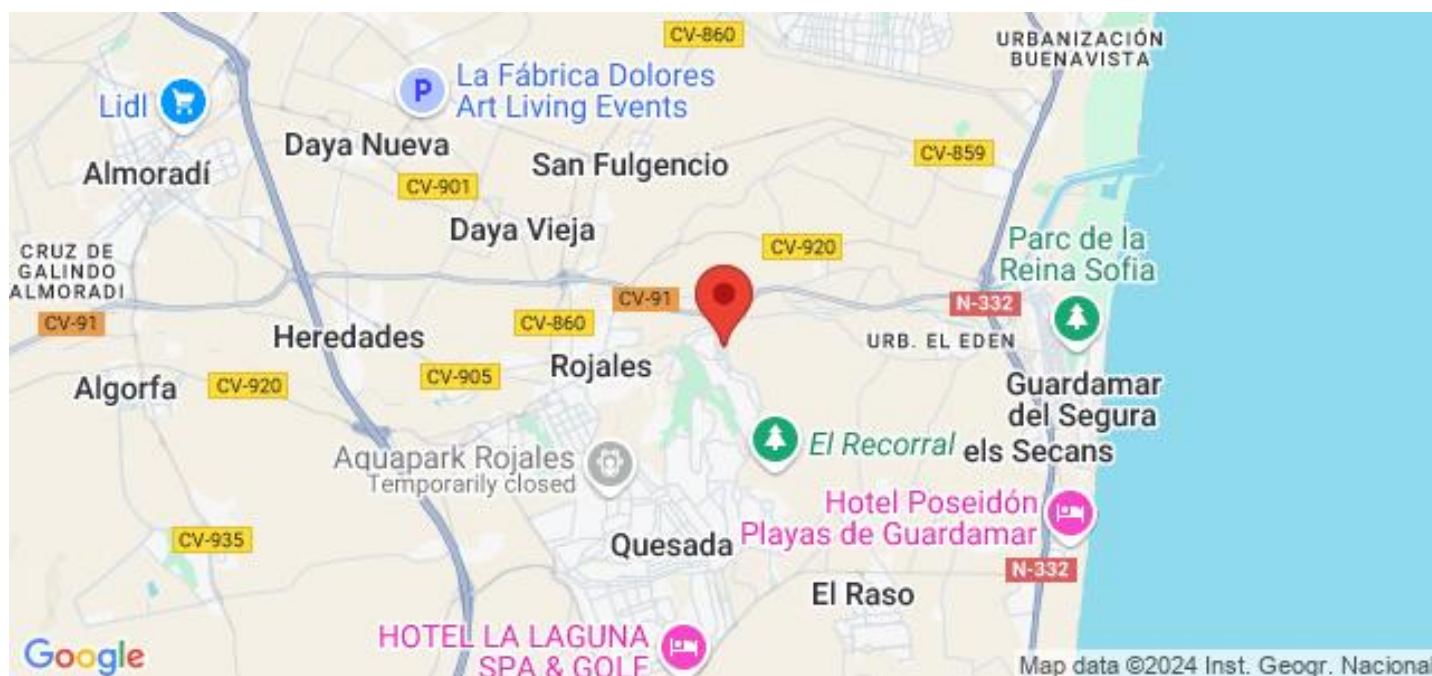 CV-860
URBANIZACIÓN
BUENAVISTA
La Fábrica Dolores
Art Living Events
P
Lidl
Daya Nueva
San Fulgencio
CV-859
Almoradí
CV-901
Daya Vieja
CV-920
Parc de la
Reina Sofia
CRUZ DE
GALINDO
ALMORADI
CV-91
N-332
CV-91
CV-860
Heredades
URB. EL EDEN
Rojales
CV-905
Algorfa
CV-920
Guardamar
del Segura
El Recorral
els Secans
Aquapark Rojales
Temporarily closed
Hotel Poseidón
Playas de Guardamar
CV-935
Quesada
N-332
El Raso
HOTEL LA LAGUNA
SPA & GOLF
Google
Map data ©2024 Inst. Geogr. Nacional